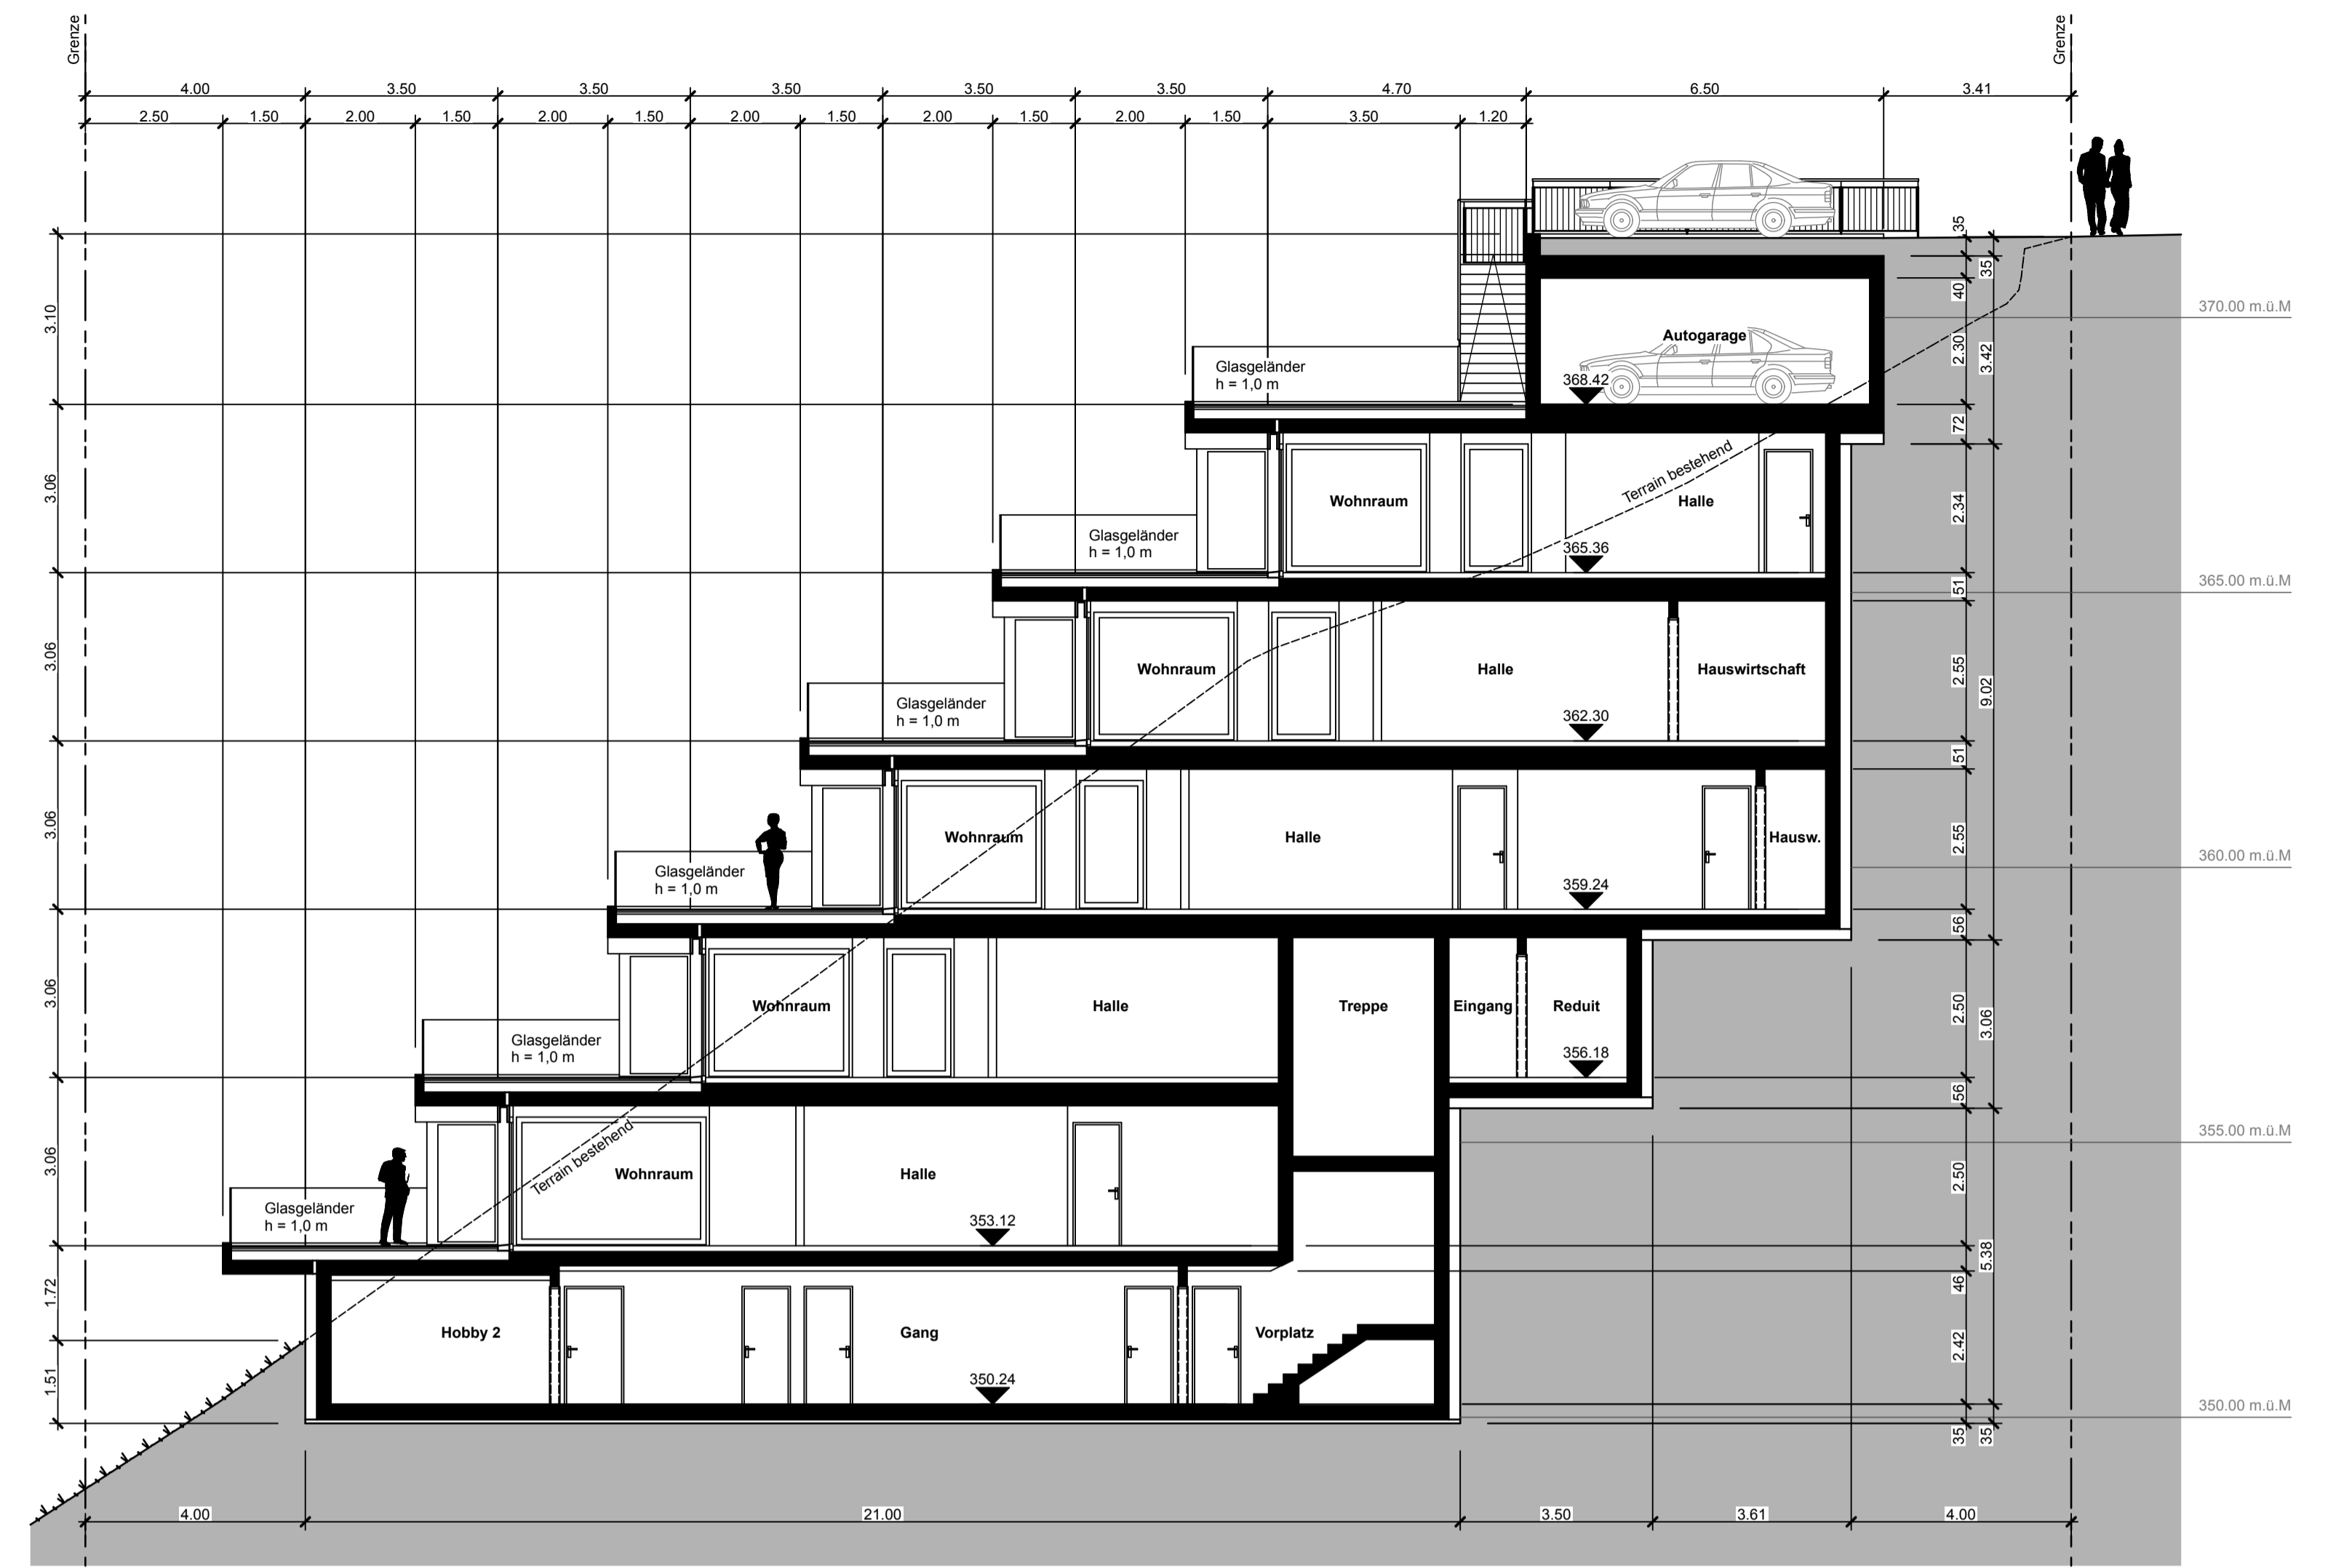 Grenze
Grenze
4.00 3.50 3.50 3.50 3.50 3.50 4.70 6.50 3.41
2.50 1.50 2.00 1.50 2.00 1.50 2.00 1.50 2.00 1.50 2.00 1.50 3.50 1.20
35
35
40
370.00 m.ü.M
3.10
Autogarage
2.30
3.42
Glasgeländer
h = 1,0 m
368.42
72
Terrain bestehend
3.06
Wohnraum
Halle
2.34
Glasgeländer
h = 1,0 m
365.36
51
365.00 m.ü.M
3.06
Wohnraum
Halle
Hauswirtschaft
2.55
9.02
Glasgeländer
h = 1,0 m
362.30
51
3.06
Wohnraum
Halle
Hausw.
2.55
360.00 m.ü.M
Glasgeländer
h = 1,0 m
359.24
56
3.06
Wohnraum
Halle
Treppe
Eingang
Reduit
2.50
3.06
Glasgeländer
h = 1,0 m
356.18
56
355.00 m.ü.M
Terrain bestehend
3.06
Wohnraum
Halle
2.50
Glasgeländer
h = 1,0 m
353.12
5.38
1.72
46
Hobby 2
Gang
Vorplatz
2.42
1.51
350.24
350.00 m.ü.M
35
35
4.00 21.00 3.50 3.61 4.00